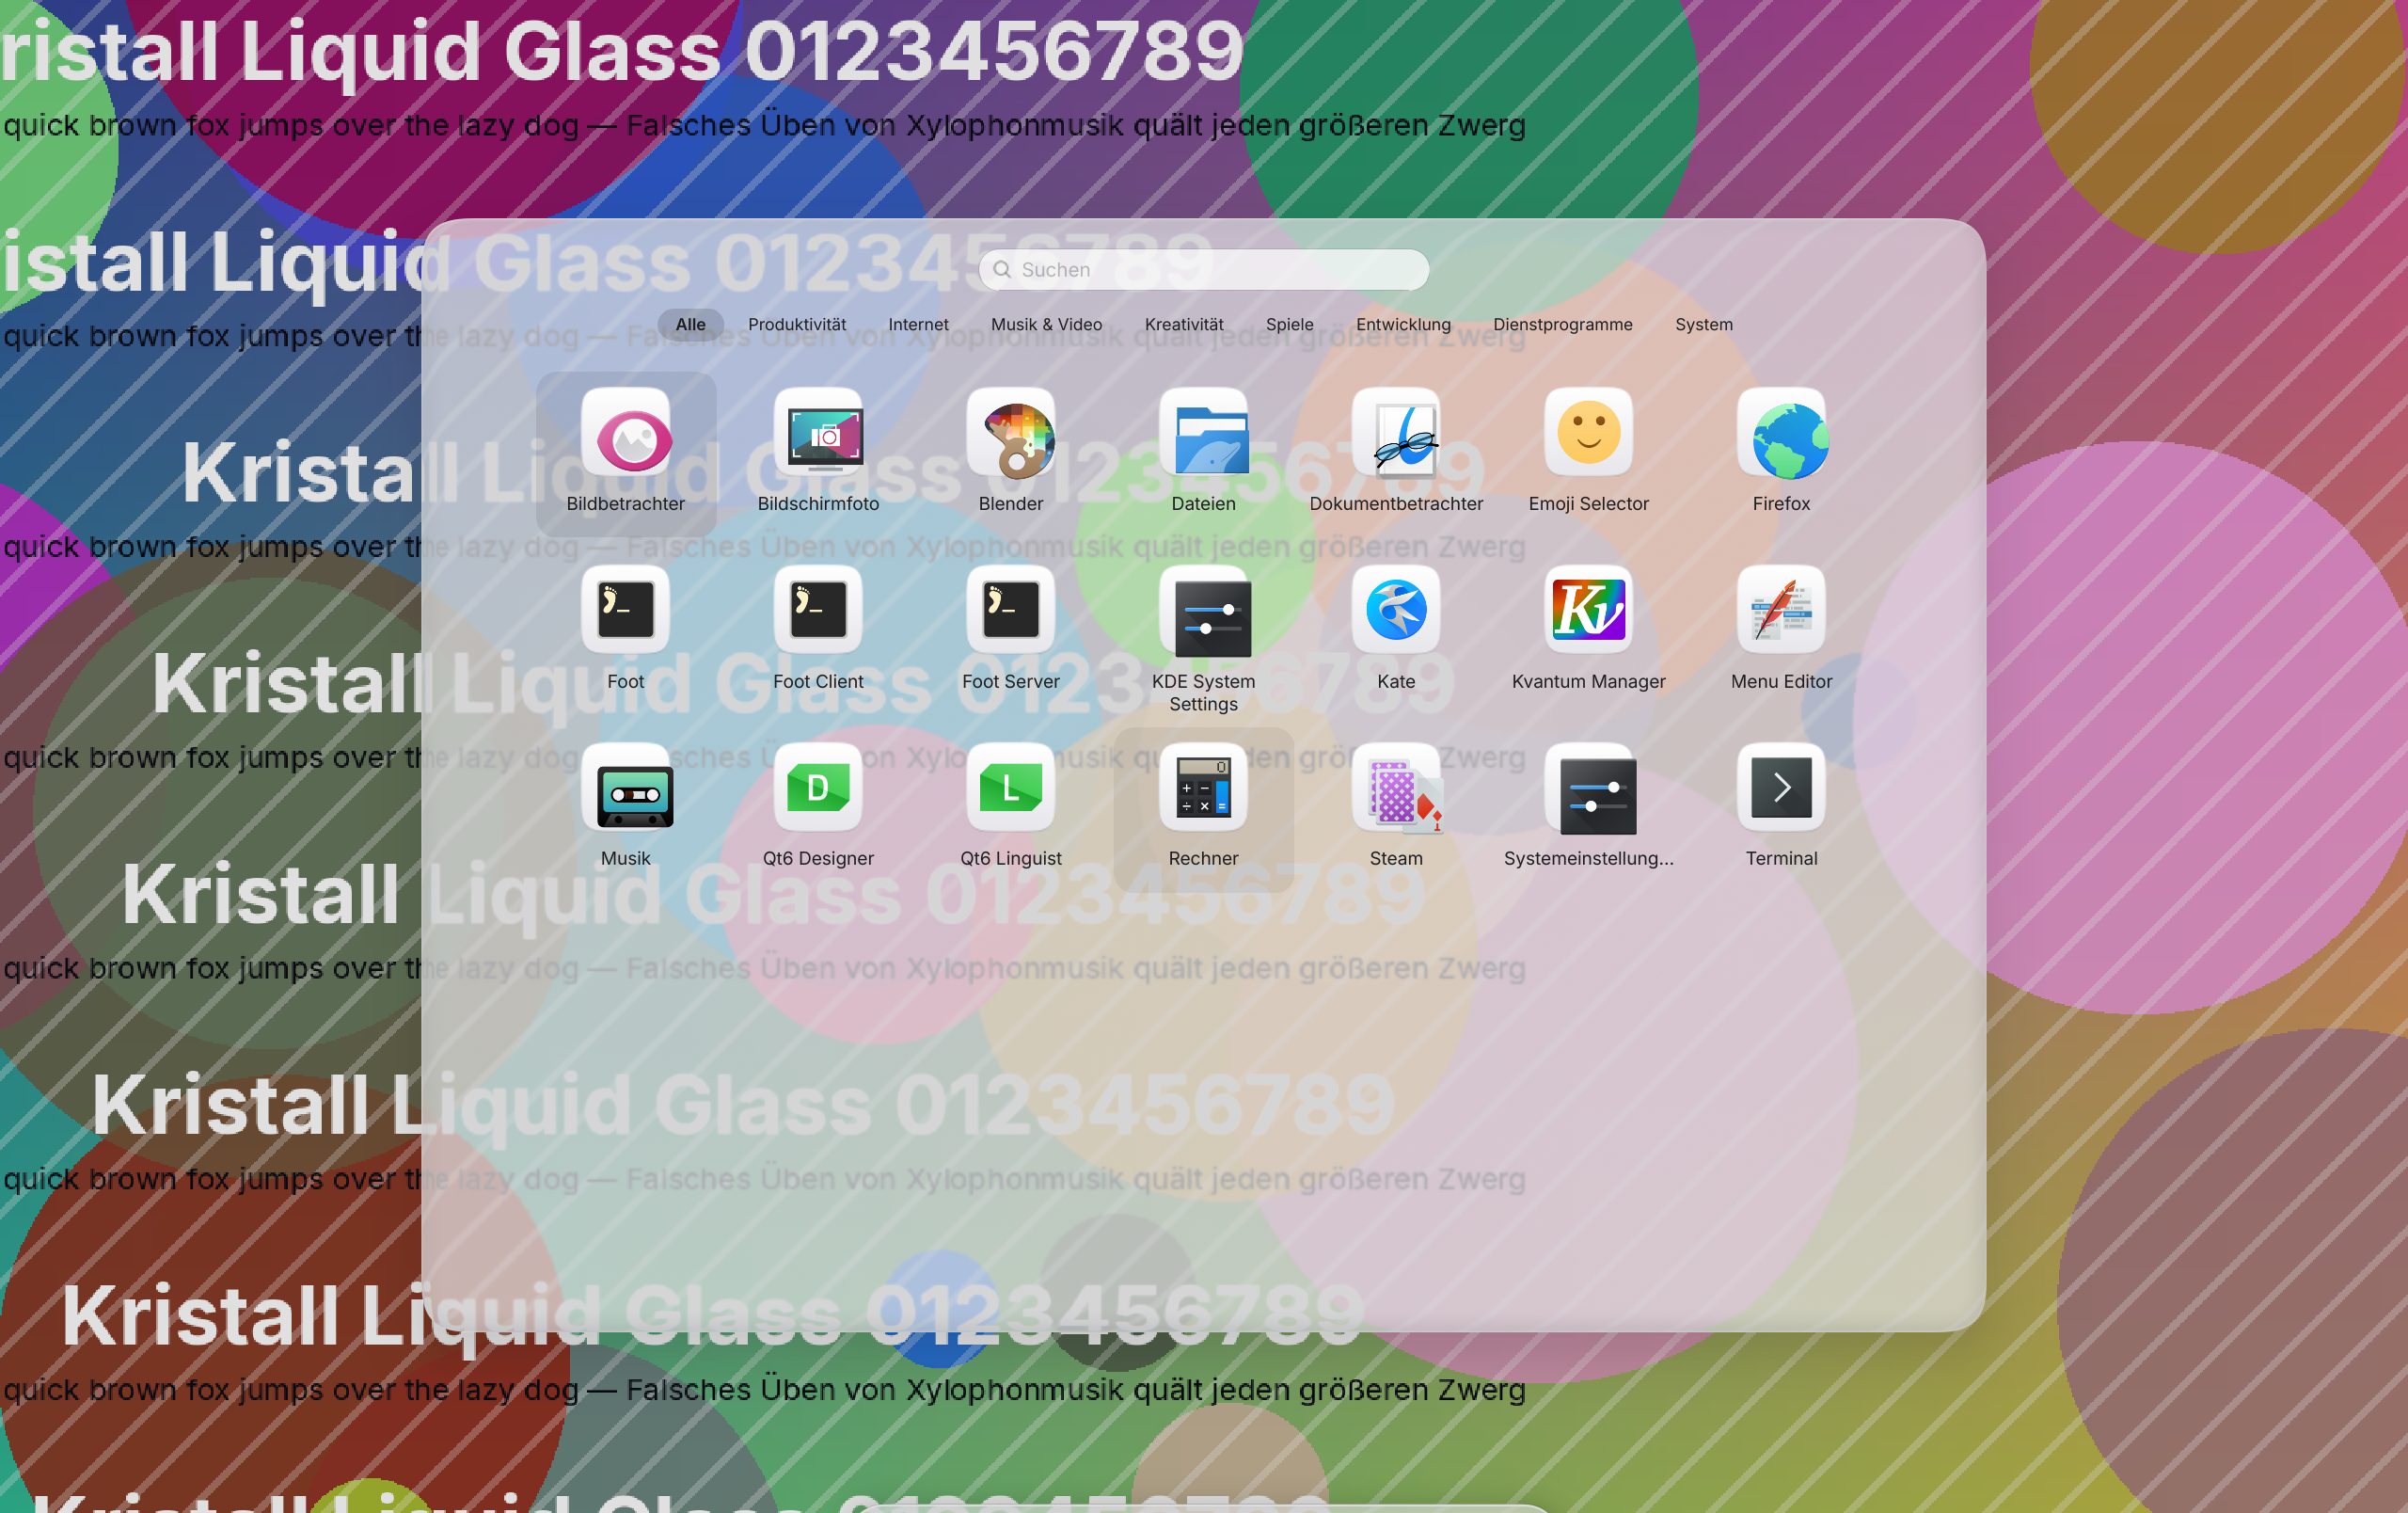 ristall Liquid Glass 0123456789
quick brown fox jumps over the lazy dog — Falsches Üben von Xylophonmusik quält jeden größeren Zwerg
istall Liquid Glass 0123456789
Suchen
Alle Produktivität Internet Musik & Video Kreativität Spiele Entwicklung Dienstprogramme System
quick brown fox jumps over the lazy dog — Falsches Üben von Xylophonmusik quält jeden größeren Zwerg
Kristall Liquid Glass 0123456789
Bildbetrachter Bildschirmfoto Blender Dateien Dokumentbetrachter Emoji Selector Firefox
quick brown fox jumps over the lazy dog — Falsches Üben von Xylophonmusik quält jeden größeren Zwerg
Kv
Foot Foot Client Foot Server KDE System Settings Kate Kvantum Manager Menu Editor
Kristall Liquid Glass 0123456789
quick brown fox jumps over the lazy dog — Falsches Üben von Xylophonmusik quält jeden größeren Zwerg
D L 0
Musik Qt6 Designer Qt6 Linguist Rechner Steam Systemeinstellung... Terminal
Kristall Liquid Glass 0123456789
quick brown fox jumps over the lazy dog — Falsches Üben von Xylophonmusik quält jeden größeren Zwerg
Kristall Liquid Glass 0123456789
quick brown fox jumps over the lazy dog — Falsches Üben von Xylophonmusik quält jeden größeren Zwerg
Kristall Liquid Glass 0123456789
quick brown fox jumps over the lazy dog — Falsches Üben von Xylophonmusik quält jeden größeren Zwerg
Kristall Liquid Glass 0123456789